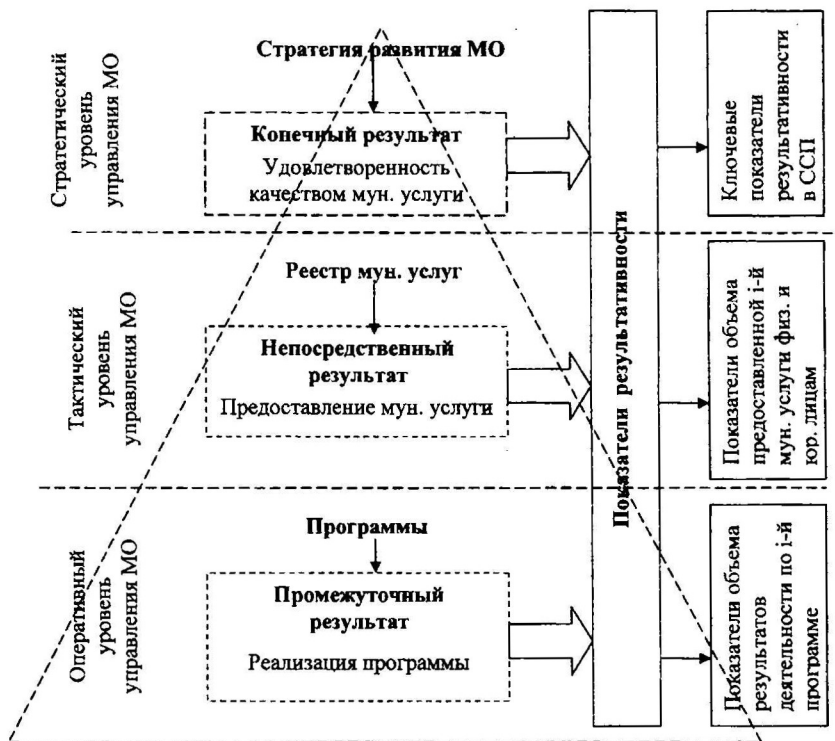 Стратегический
уровень
управления МО
Стратегия развития МО
Конечный результат
Удовлетворенность
качеством мун. услуги
Ключевые
показатели
результативности
в ССП
Тактический
уровень
управления МО
Реестр мун. услуг
Непосредственный
результат
Предоставление мун. услуги
Показатели результативности
Показатели объема
предоставленной i-й
мун. услуги физ. и
юр. лицам
Оперативный
уровень
управления МО
Программы
Промежуточный
результат
Реализация программы
Показатели объема
результатов
деятельности по i-й
программе